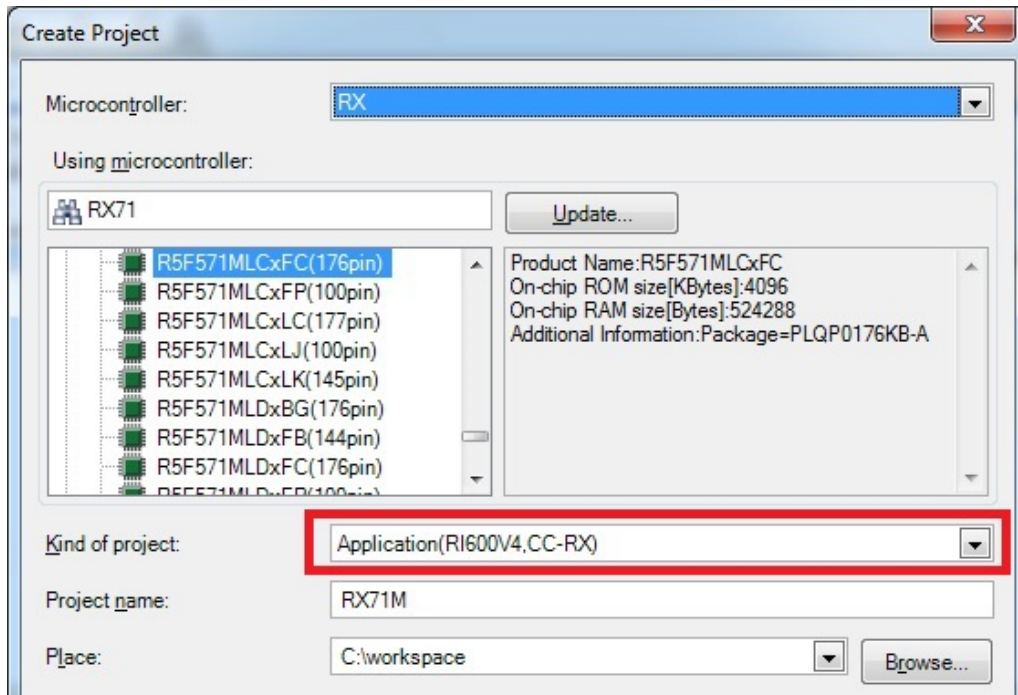 Create Project
Microcontroller:
RX
Using microcontroller:
RX71
Update...
R5F571MLCxFC(176pin)
R5F571MLCxFP(100pin)
R5F571MLCxLC(177pin)
R5F571MLCxLJ(100pin)
R5F571MLCxLK(145pin)
R5F571MLDxBG(176pin)
R5F571MLDxFB(144pin)
R5F571MLDxFC(176pin)
Product Name:R5F571MLCxFC
On-chip ROM size[KBytes]:4096
On-chip RAM size[Bytes]:524288
Additional Information:Package=PLQP0176KB-A
Kind of project:
Application(RI600V4,CC-RX)
Project name:
RX71M
Place:
C:\workspace
Browse...